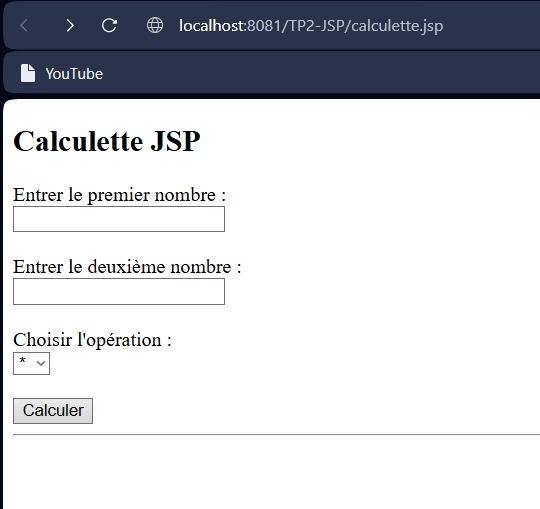 localhost:8081/TP2-JSP/calculette.jsp
YouTube
Calculette JSP
Entrer le premier nombre :
Entrer le deuxième nombre :
Choisir l'opération :
*
Calculer